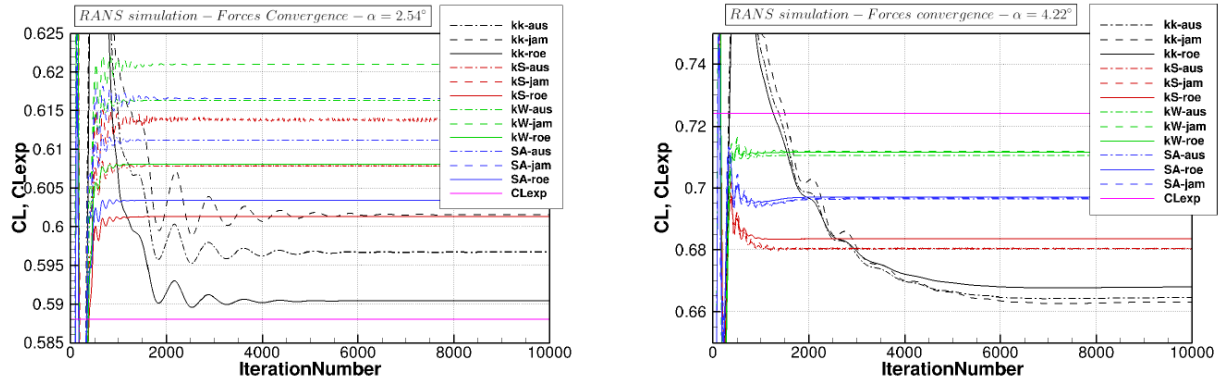 RANS simulation – Forces Convergence – α = 2.54°
CL, CLexp
0.625
0.62
0.615
0.61
0.605
0.6
0.595
0.59
0.585
0
2000
4000
6000
8000
10000
IterationNumber
kk-aus
kk-jam
kk-roe
kS-aus
kS-jam
kS-roe
kW-aus
kW-jam
kW-roe
SA-aus
SA-jam
SA-roe
CLexp
RANS simulation – Forces convergence – α = 4.22°
CL, CLexp
0.74
0.72
0.7
0.68
0.66
0
2000
4000
6000
8000
10000
IterationNumber
kk-aus
kk-jam
kk-roe
kS-aus
kS-jam
kS-roe
kW-aus
kW-jam
kW-roe
SA-aus
SA-jam
CLexp